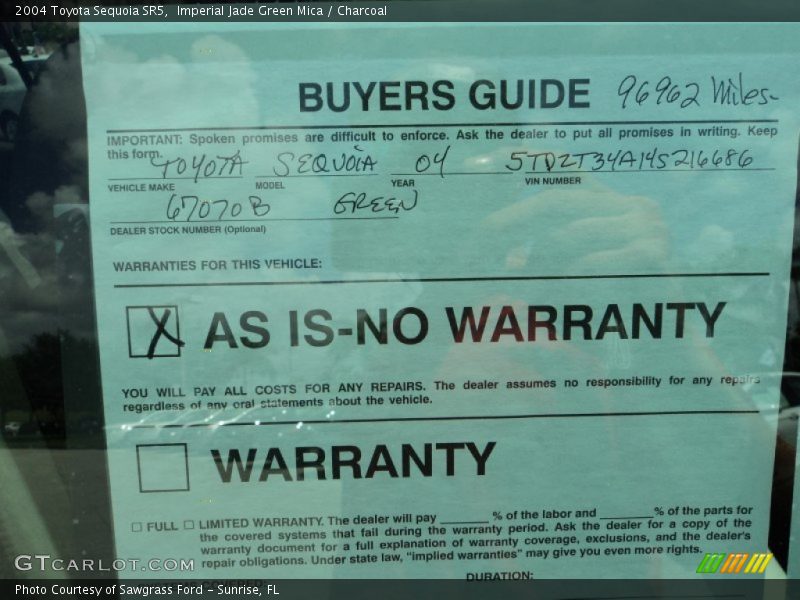 2004 Toyota Sequoia SR5, Imperial Jade Green Mica / Charcoal
BUYERS GUIDE 96962 Miles-
IMPORTANT: Spoken promises are difficult to enforce. Ask the dealer to put all promises in writing. Keep
this form.
TOYOTA SEQUOIA 04 5TDZT34A14S216686
VEHICLE MAKE MODEL YEAR VIN NUMBER
67070B GREEN
DEALER STOCK NUMBER (Optional)
WARRANTIES FOR THIS VEHICLE:
X AS IS-NO WARRANTY
YOU WILL PAY ALL COSTS FOR ANY REPAIRS. The dealer assumes no responsibility for any repairs
regardless of any oral statements about the vehicle.
WARRANTY
FULL LIMITED WARRANTY. The dealer will pay ______ % of the labor and ______ % of the parts for
the covered systems that fail during the warranty period. Ask the dealer for a copy of the
warranty document for a full explanation of warranty coverage, exclusions, and the dealer's
repair obligations. Under state law, "implied warranties" may give you even more rights.
GTCarLot.com
DURATION:
Photo Courtesy of Sawgrass Ford - Sunrise, FL